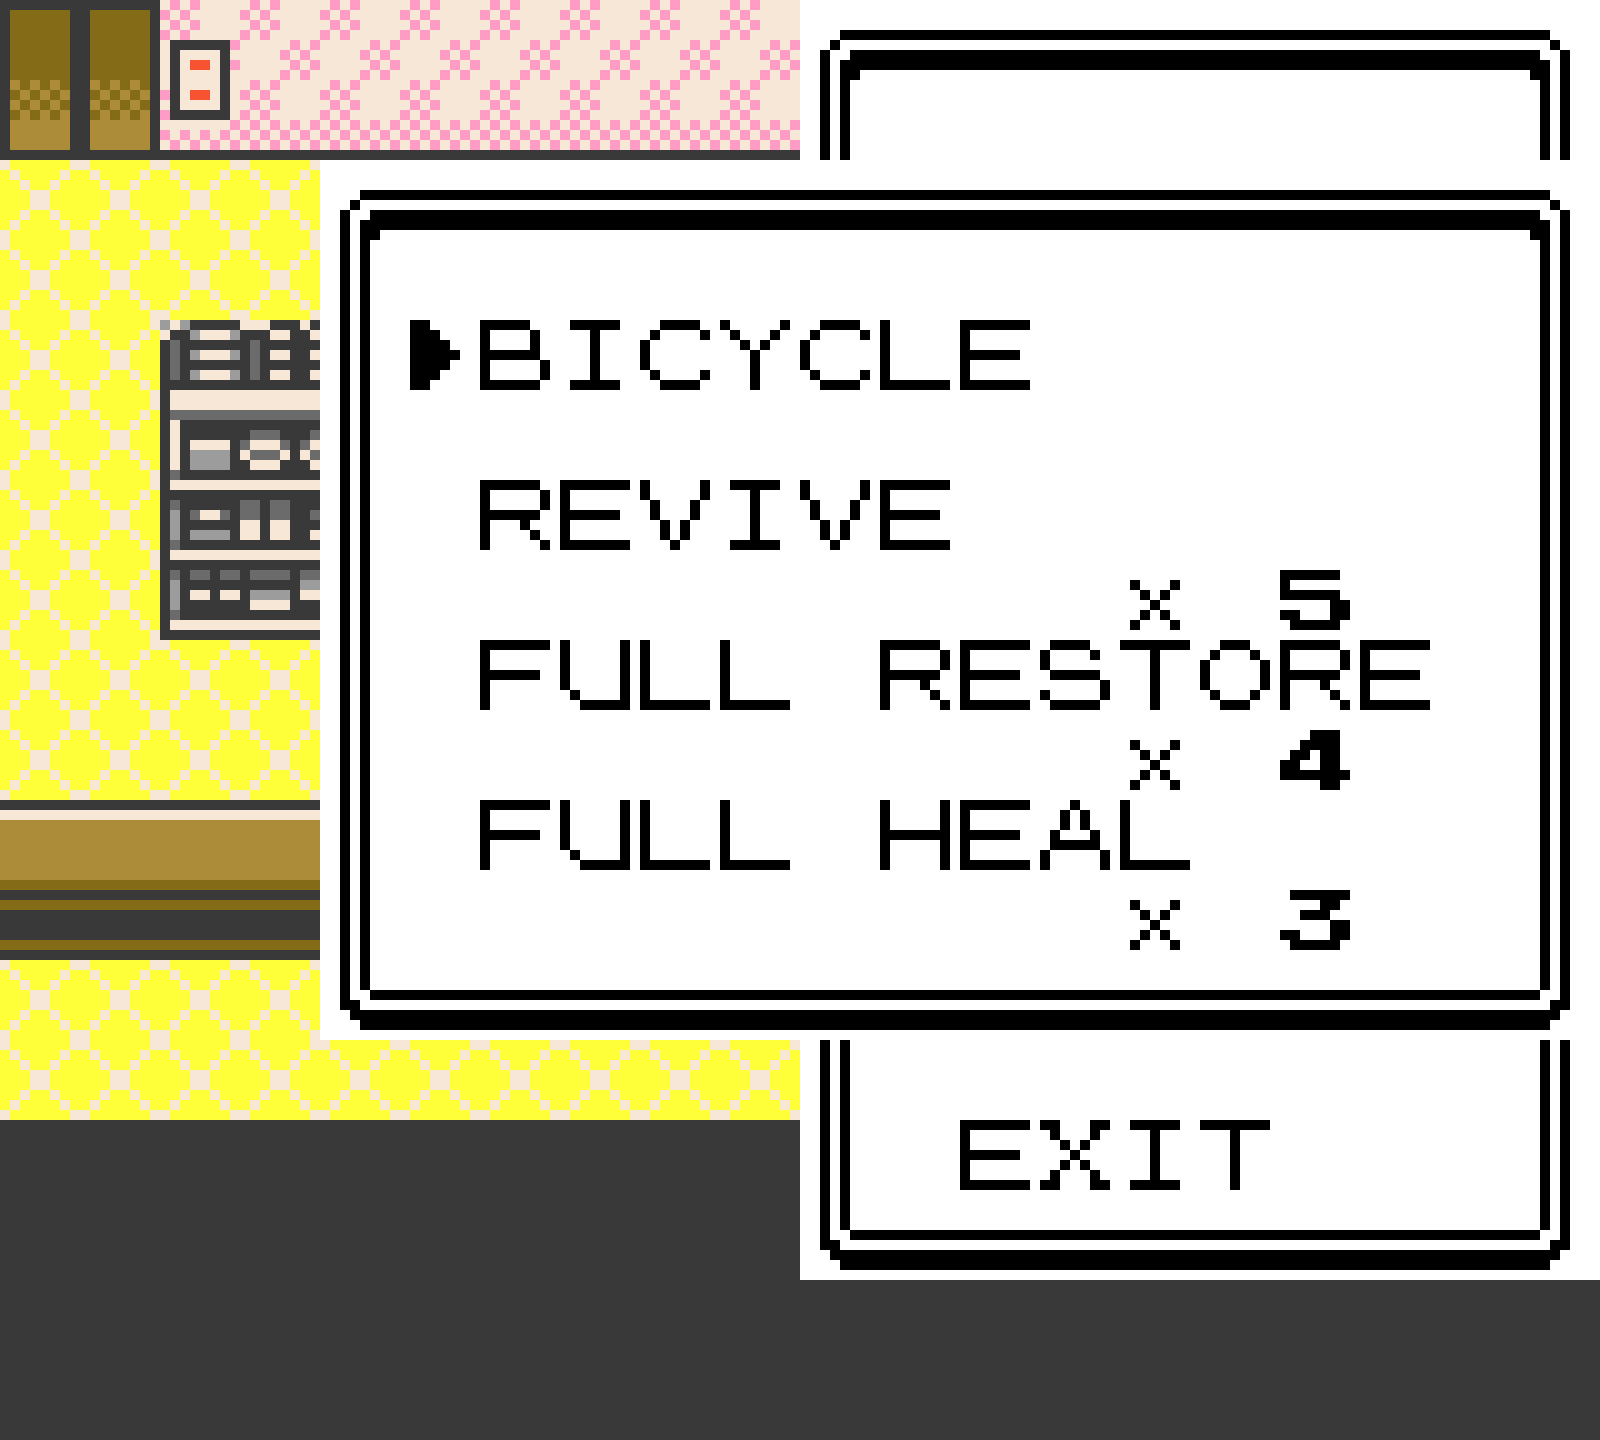 ▶BICYCLE
REVIVE
× 5
FULL RESTORE
× 4
FULL HEAL
× 3
EXIT